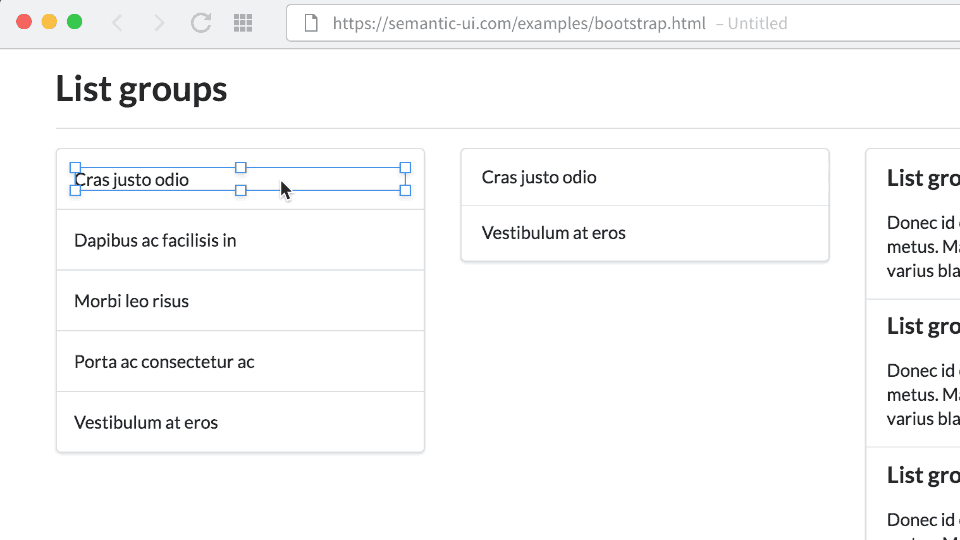 https://semantic-ui.com/examples/bootstrap.html – Untitled
List groups
Cras justo odio
Dapibus ac facilisis in
Morbi leo risus
Porta ac consectetur ac
Vestibulum at eros
Cras justo odio
Vestibulum at eros
List gro
Donec id
metus. Ma
varius bla
List gro
Donec id
metus. Ma
varius bla
List gro
Donec id